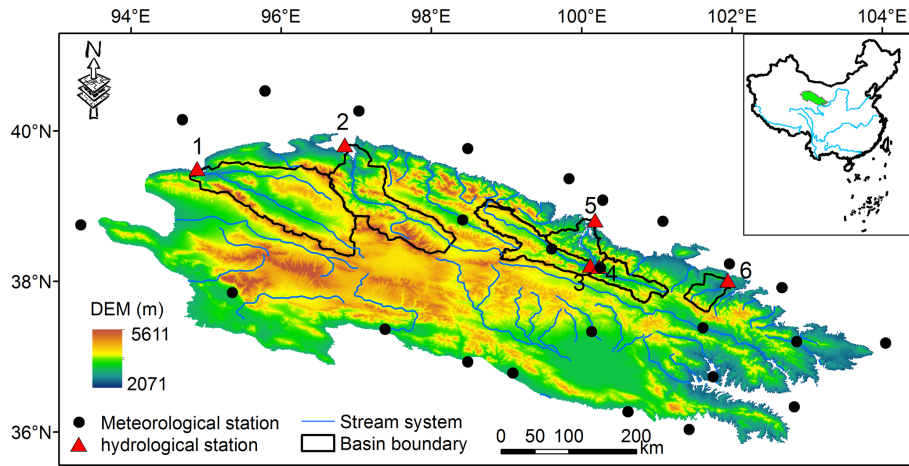 94°E 96°E 98°E 100°E 102°E 104°E
N
40°N
38°N
36°N
1
2
5
3
4
6
DEM (m)
5611
2071
Meteorological station
hydrological station
Stream system
Basin boundary
0 50 100 200
km